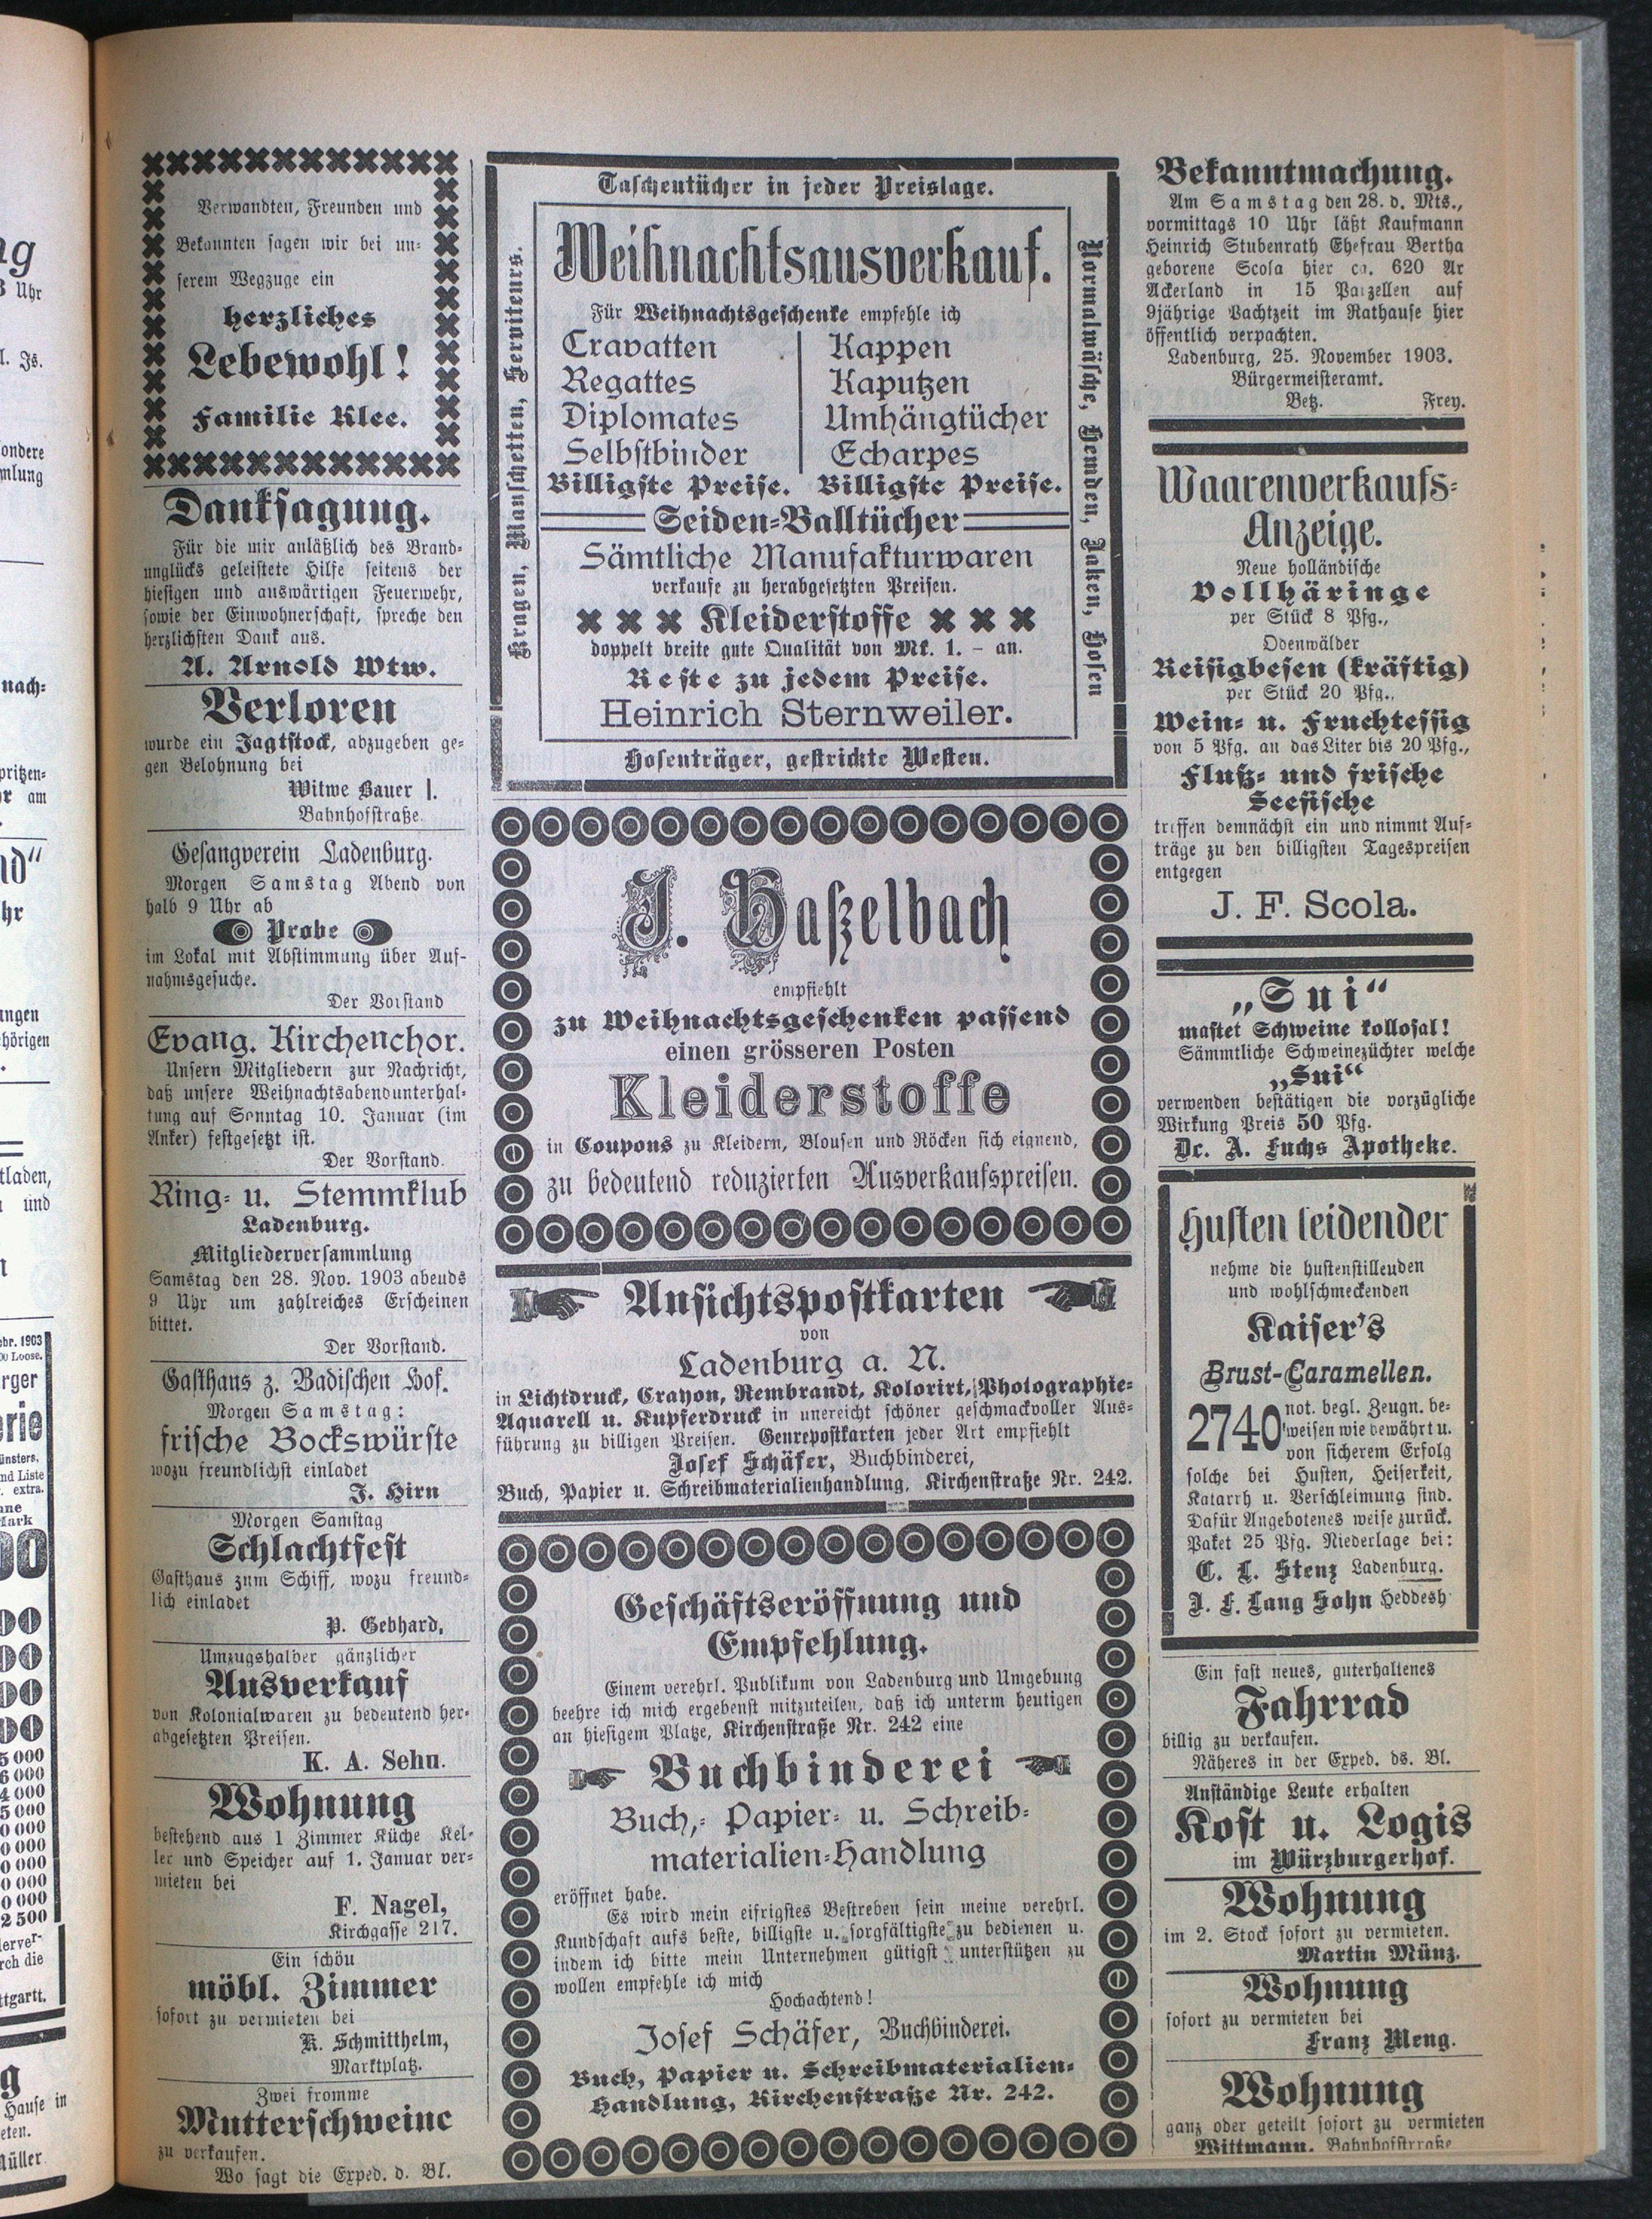 Verwandten, Freunden und
Bekannten sagen wir bei un-
serem Wegzuge ein
herzliches
Lebewohl!
Familie Klee.
Danksagung.
Für die mir anläßlich des Brand-
unglücks geleistete Hilfe seitens der
hiesigen und auswärtigen Feuerwehr,
sowie der Einwohnerschaft, spreche den
herzlichsten Dank aus.
A. Arnold Wtw.
Verloren
wurde ein Jagtstock, abzugeben ge-
gen Belohnung bei
Witwe Bauer I.
Bahnhofstraße.
Gesangverein Ladenburg.
Morgen Samstag Abend von
halb 9 Uhr ab
Probe
im Lokal mit Abstimmung über Auf-
nahmsgesuche.
Der Vorstand
Evang. Kirchenchor.
Unsern Mitgliedern zur Nachricht,
daß unsere Weihnachtsabendunterhal-
tung auf Sonntag 10. Januar (im
Anker) festgesetzt ist.
Der Vorstand.
Ring- u. Stemmklub
Ladenburg.
Mitgliederversammlung
Samstag den 28. Nov. 1903 abends
9 Uhr um zahlreiches Erscheinen
bittet.
Der Vorstand.
Gasthaus z. Badischen Hof.
Morgen Samstag:
frische Bockswürste
wozu freundlichst einladet
J. Hirn
Morgen Samstag
Schlachtfest
Gasthaus zum Schiff, wozu freund-
lich einladet
P. Gebhard,
Umzugshalber gänzlicher
Ausverkauf
von Kolonialwaren zu bedeutend her-
abgesetzten Preisen.
K. A. Sehn.
Wohnung
bestehend aus 1 Zimmer Küche Kel-
ler und Speicher auf 1. Januar ver-
mieten bei
F. Nagel,
Kirchgasse 217.
Ein schön
möbl. Zimmer
sofort zu vermieten bei
K. Schmitthelm,
Marktplatz.
Zwei fromme
Mutterschweine
zu verkaufen.
Wo sagt die Exped. d. Bl.
Taschentücher in jeder Preislage.
Kragen, Manschetten, Serviteurs.
Weihnachtsausverkauf.
Für Weihnachtsgeschenke empfehle ich
Cravatten
Regattes
Diplomates
Selbstbinder
Billigste Preise.
Kappen
Kaputzen
Umhängtücher
Echarpes
Billigste Preise.
Seiden-Balltücher
Sämtliche Manufakturwaren
verkaufe zu herabgesetzten Preisen.
Kleiderstoffe
doppelt breite gute Qualität von Mk. 1. – an.
Reste zu jedem Preise.
Heinrich Sternweiler.
Normalwäsche, Hemden, Jaken, Hosen
Hosenträger, gestrickte Westen.
J. Haßelbach
empfiehlt
zu Weihnachtsgeschenken passend
einen grösseren Posten
Kleiderstoffe
in Coupons zu Kleidern, Blousen und Röcken sich eignend,
zu bedeutend reduzierten Ausverkaufspreisen.
Ansichtspostkarten
von
Ladenburg a. N.
in Lichtdruck, Crayon, Rembrandt, Kolorirt, Photographie-
Aquarell u. Kupferdruck in unereicht schöner geschmackvoller Aus-
führung zu billigen Preisen. Genrepostkarten jeder Art empfiehlt
Josef Schäfer, Buchbinderei,
Buch, Papier u. Schreibmaterialienhandlung, Kirchenstraße Nr. 242.
Geschäftseröffnung und
Empfehlung.
Einem verehrl. Publikum von Ladenburg und Umgebung
beehre ich mich ergebenst mitzuteilen, daß ich unterm heutigen
an hiesigem Platze, Kirchenstraße Nr. 242 eine
Buchbinderei
Buch,- Papier- u. Schreib-
materialien-Handlung
eröffnet habe.
Es wird mein eifrigstes Bestreben sein meine verehrl.
Kundschaft aufs beste, billigste u. sorgfältigste zu bedienen u.
indem ich bitte mein Unternehmen gütigst unterstützen zu
wollen empfehle ich mich
Hochachtend!
Josef Schäfer, Buchbinderei.
Buch, Papier u. Schreibmaterialien-
Handlung, Kirchenstraße Nr. 242.
Bekanntmachung.
Am Samstag den 28. d. Mts.,
vormittags 10 Uhr läßt Kaufmann
Heinrich Stubenrath Ehefrau Bertha
geborene Scola hier ca. 620 Ar
Ackerland in 15 Parzellen auf
9jährige Pachtzeit im Rathause hier
öffentlich verpachten.
Ladenburg, 25. November 1903.
Bürgermeisteramt.
Betz. Frey.
Waarenverkaufs-
Anzeige.
Neue holländische
Vollhäringe
per Stück 8 Pfg.,
Odenwälder
Reisigbesen (kräftig)
per Stück 20 Pfg.,
Wein- u. Fruchtessig
von 5 Pfg. an das Liter bis 20 Pfg.,
Fluß- und frische
Seefische
treffen demnächst ein und nimmt Auf-
träge zu den billigsten Tagespreisen
entgegen
J. F. Scola.
„Sui“
mastet Schweine kollosal!
Sämmtliche Schweinezüchter welche
„Sui“
verwenden bestätigen die vorzügliche
Wirkung Preis 50 Pfg.
Dr. A. Fuchs Apotheke.
Husten leidender
nehme die hustenstillenden
und wohlschmeckenden
Kaiser's
Brust-Caramellen.
2740 not. begl. Zeugn. be-
weisen wie bewährt u.
von sicherem Erfolg
solche bei Husten, Heiserkeit,
Katarrh u. Verschleimung sind.
Dafür Angebotenes weise zurück.
Paket 25 Pfg. Niederlage bei:
C. L. Stenz Ladenburg.
J. F. Lang Sohn Heddesh
Ein fast neues, guterhaltenes
Fahrrad
billig zu verkaufen.
Näheres in der Exped. ds. Bl.
Anständige Leute erhalten
Kost u. Logis
im Würzburgerhof.
Wohnung
im 2. Stock sofort zu vermieten.
Martin Münz.
Wohnung
sofort zu vermieten bei
Franz Meng.
Wohnung
ganz oder geteilt sofort zu vermieten
Wittmann. Bahnhofstrraße